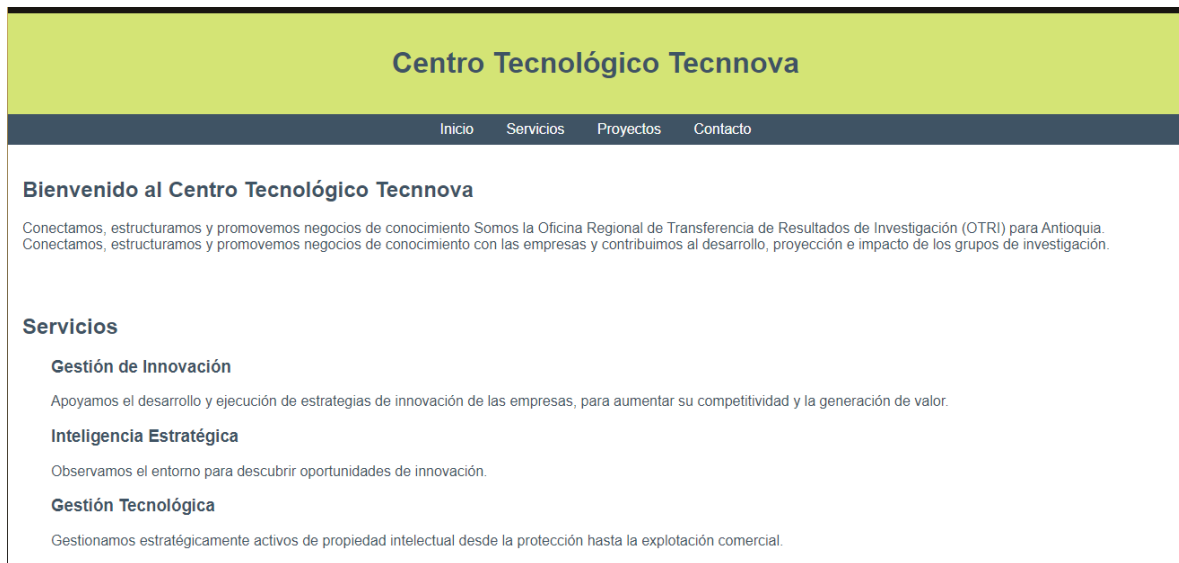 Centro Tecnológico Tecnnova
Inicio Servicios Proyectos Contacto
Bienvenido al Centro Tecnológico Tecnnova
Conectamos, estructuramos y promovemos negocios de conocimiento Somos la Oficina Regional de Transferencia de Resultados de Investigación (OTRI) para Antioquia.
Conectamos, estructuramos y promovemos negocios de conocimiento con las empresas y contribuimos al desarrollo, proyección e impacto de los grupos de investigación.
Servicios
Gestión de Innovación
Apoyamos el desarrollo y ejecución de estrategias de innovación de las empresas, para aumentar su competitividad y la generación de valor.
Inteligencia Estratégica
Observamos el entorno para descubrir oportunidades de innovación.
Gestión Tecnológica
Gestionamos estratégicamente activos de propiedad intelectual desde la protección hasta la explotación comercial.